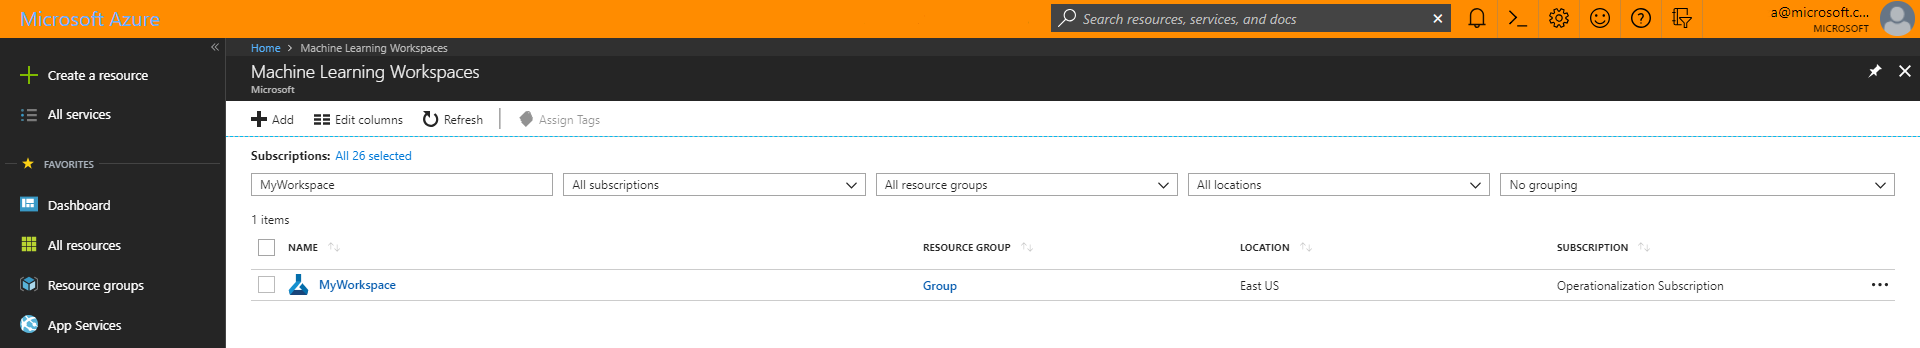 Microsoft Azure
Search resources, services, and docs
a@microsoft.c...
MICROSOFT
Home > Machine Learning Workspaces
Machine Learning Workspaces
Microsoft
Create a resource
All services
FAVORITES
Dashboard
All resources
Resource groups
App Services
Add Edit columns Refresh Assign Tags
Subscriptions: All 26 selected
MyWorkspace All subscriptions All resource groups All locations No grouping
1 items
NAME RESOURCE GROUP LOCATION SUBSCRIPTION
MyWorkspace Group East US Operationalization Subscription